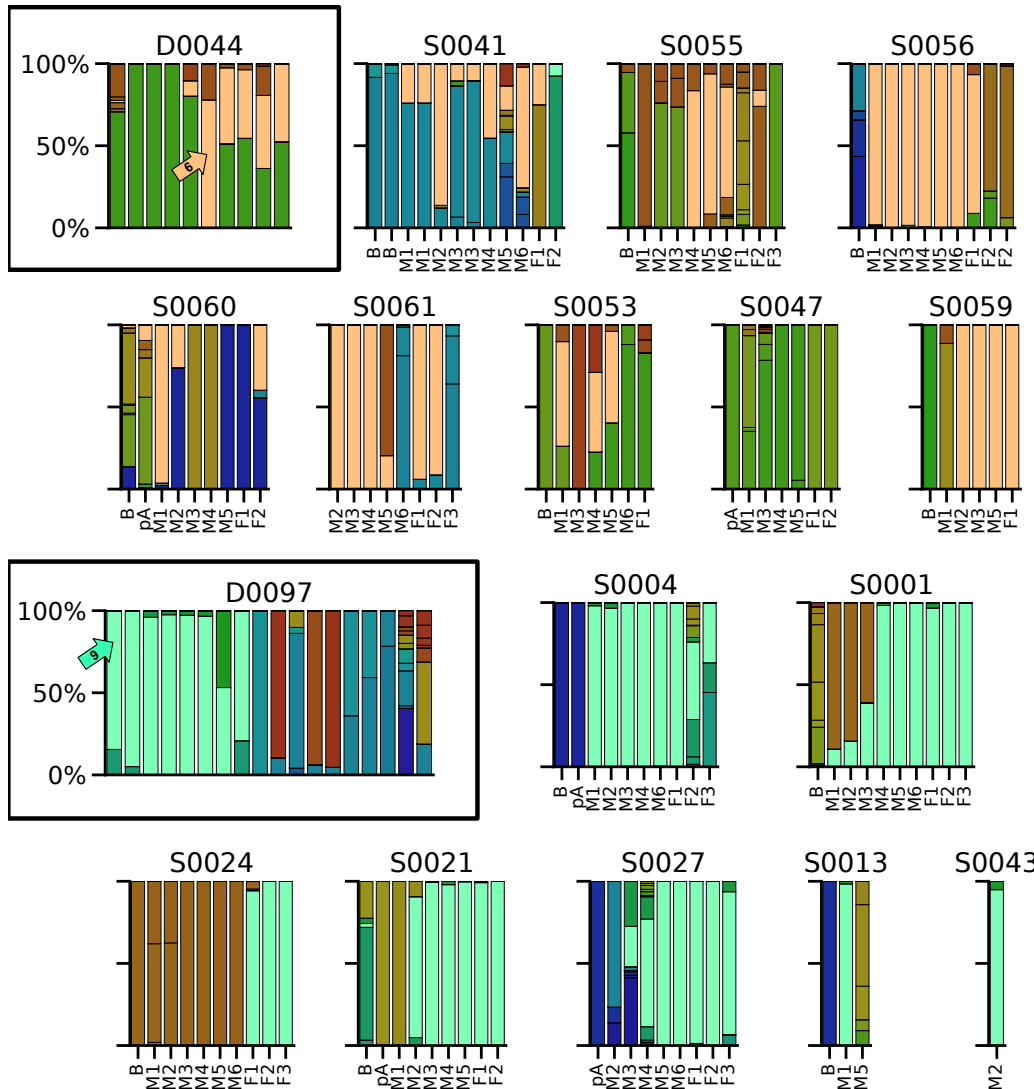 D0044 S0041 S0055 S0056
100%
50%
6
0%
B B M1 M1 M2 M3 M3 M4 M5 M6 F1 F2
B M1 M2 M3 M4 M5 M6 F1 F2 F3
B M1 M2 M3 M4 M5 M6 F1 F2 F2
S0060 S0061 S0053 S0047 S0059
B pA M1 M2 M3 M4 M5 F1 F2
M2 M3 M4 M5 M6 F1 F2 F3
B M1 M3 M4 M5 M6 F1
pA M1 M3 M4 M5 F1 F2
B M1 M2 M3 M5 F1
D0097 S0004 S0001
100%
9
50%
0%
B pA M1 M2 M3 M4 M6 F1 F2 F3
B M1 M2 M3 M4 M5 M6 F1 F2 F3
S0024 S0021 S0027 S0013 S0043
B M1 M2 M3 M4 M5 M6 F1 F2 F3
B pA M1 M2 M3 M4 M5 F1 F2
pA M2 M3 M4 M5 M6 F1 F2 F3
B M1 M5
M2